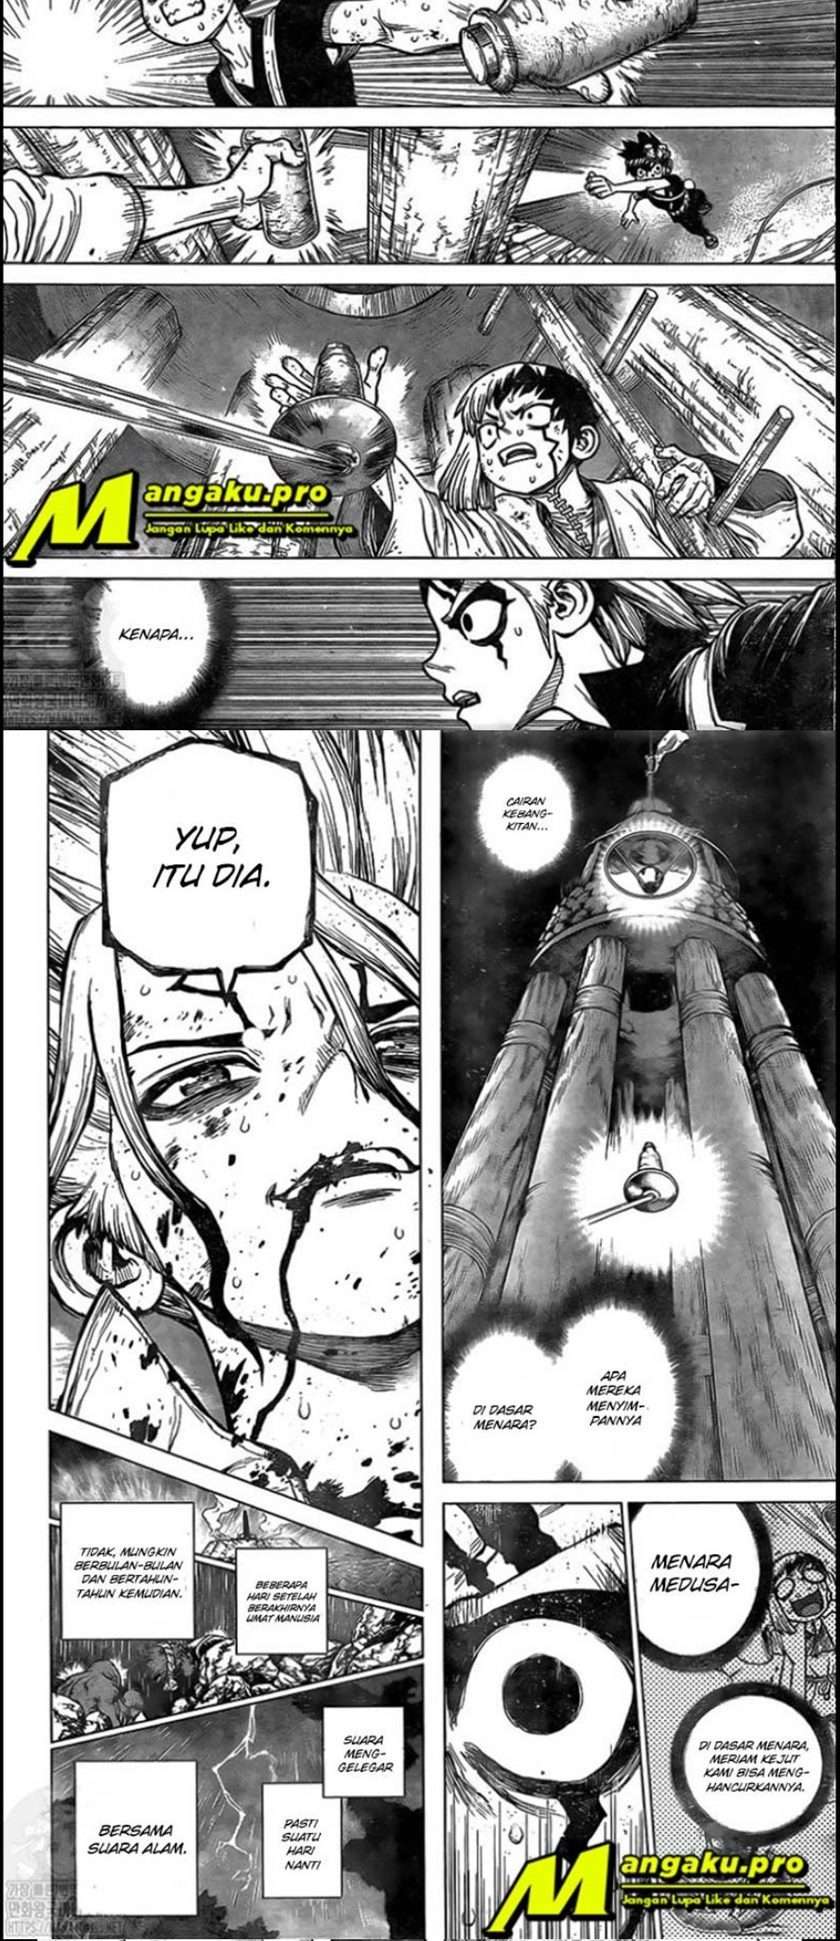 Mangaku.pro
Jangan Lupa Like dan Komennya
KENAPA...
CAIRAN
KEBANG-
KITAN...
APA
MEREKA
MENYIM-
PANNYA
DI DASAR
MENARA?
MENARA
MEDUSA-
DI DASAR MENARA,
MERIAM KEJUT
KAMI BISA MENG-
HANCURKANNYA.
Mangaku.pro
Jangan Lupa Like dan Komennya
YUP,
ITU DIA.
BEBERAPA
HARI SETELAH
BERAKHIRNYA
UMAT MANUSIA
TIDAK, MUNGKIN
BERBULAN-BULAN
DAN BERTAHUN-
TAHUN KEMUDIAN.
SUARA
MENG-
GELEGAR
PASTI
SUATU
HARI
NANTI
BERSAMA
SUARA ALAM.